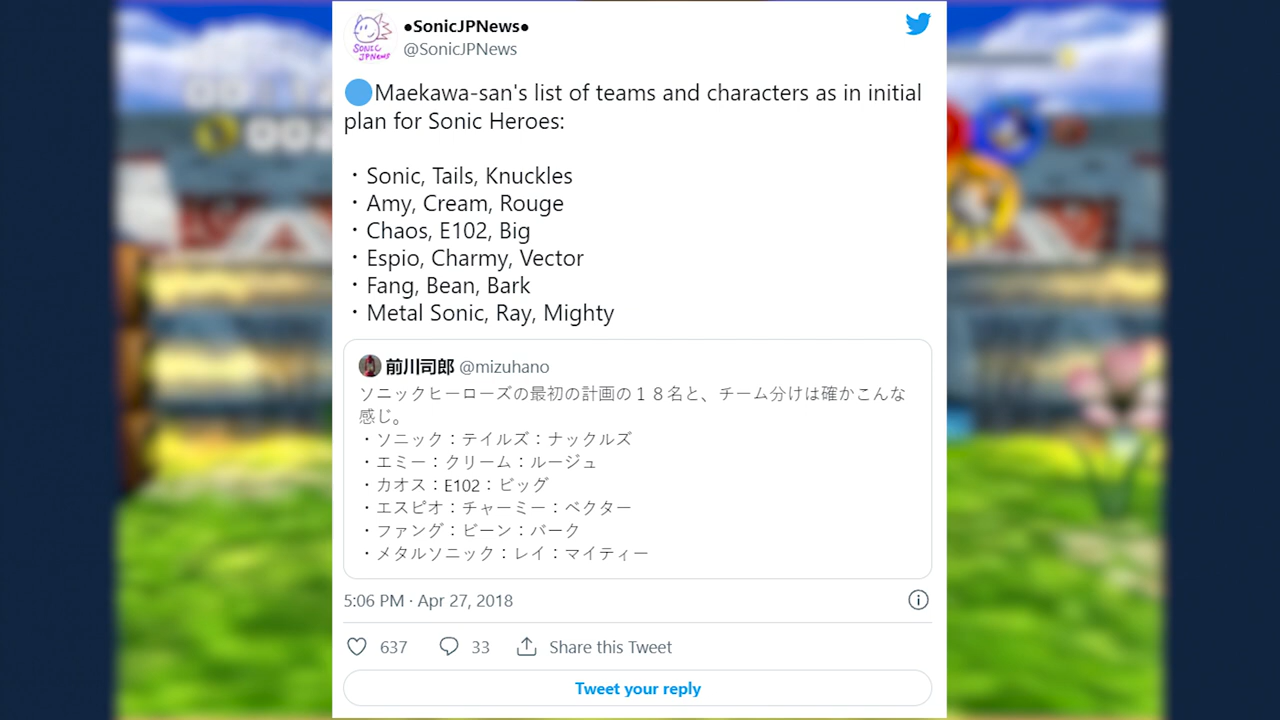 •SonicJPNews•
@SonicJPNews
SONIC
JPNews
🔵Maekawa-san's list of teams and characters as in initial
plan for Sonic Heroes:
・Sonic, Tails, Knuckles
・Amy, Cream, Rouge
・Chaos, E102, Big
・Espio, Charmy, Vector
・Fang, Bean, Bark
・Metal Sonic, Ray, Mighty
前川司郎 @mizuhano
ソニックヒーローズの最初の計画の１８名と、チーム分けは確かこんな
感じ。
・ソニック：テイルズ：ナックルズ
・エミー：クリーム：ルージュ
・カオス：E102：ビッグ
・エスピオ：チャーミー：ベクター
・ファング：ビーン：バーク
・メタルソニック：レイ：マイティー
5:06 PM · Apr 27, 2018
637 33 Share this Tweet
Tweet your reply